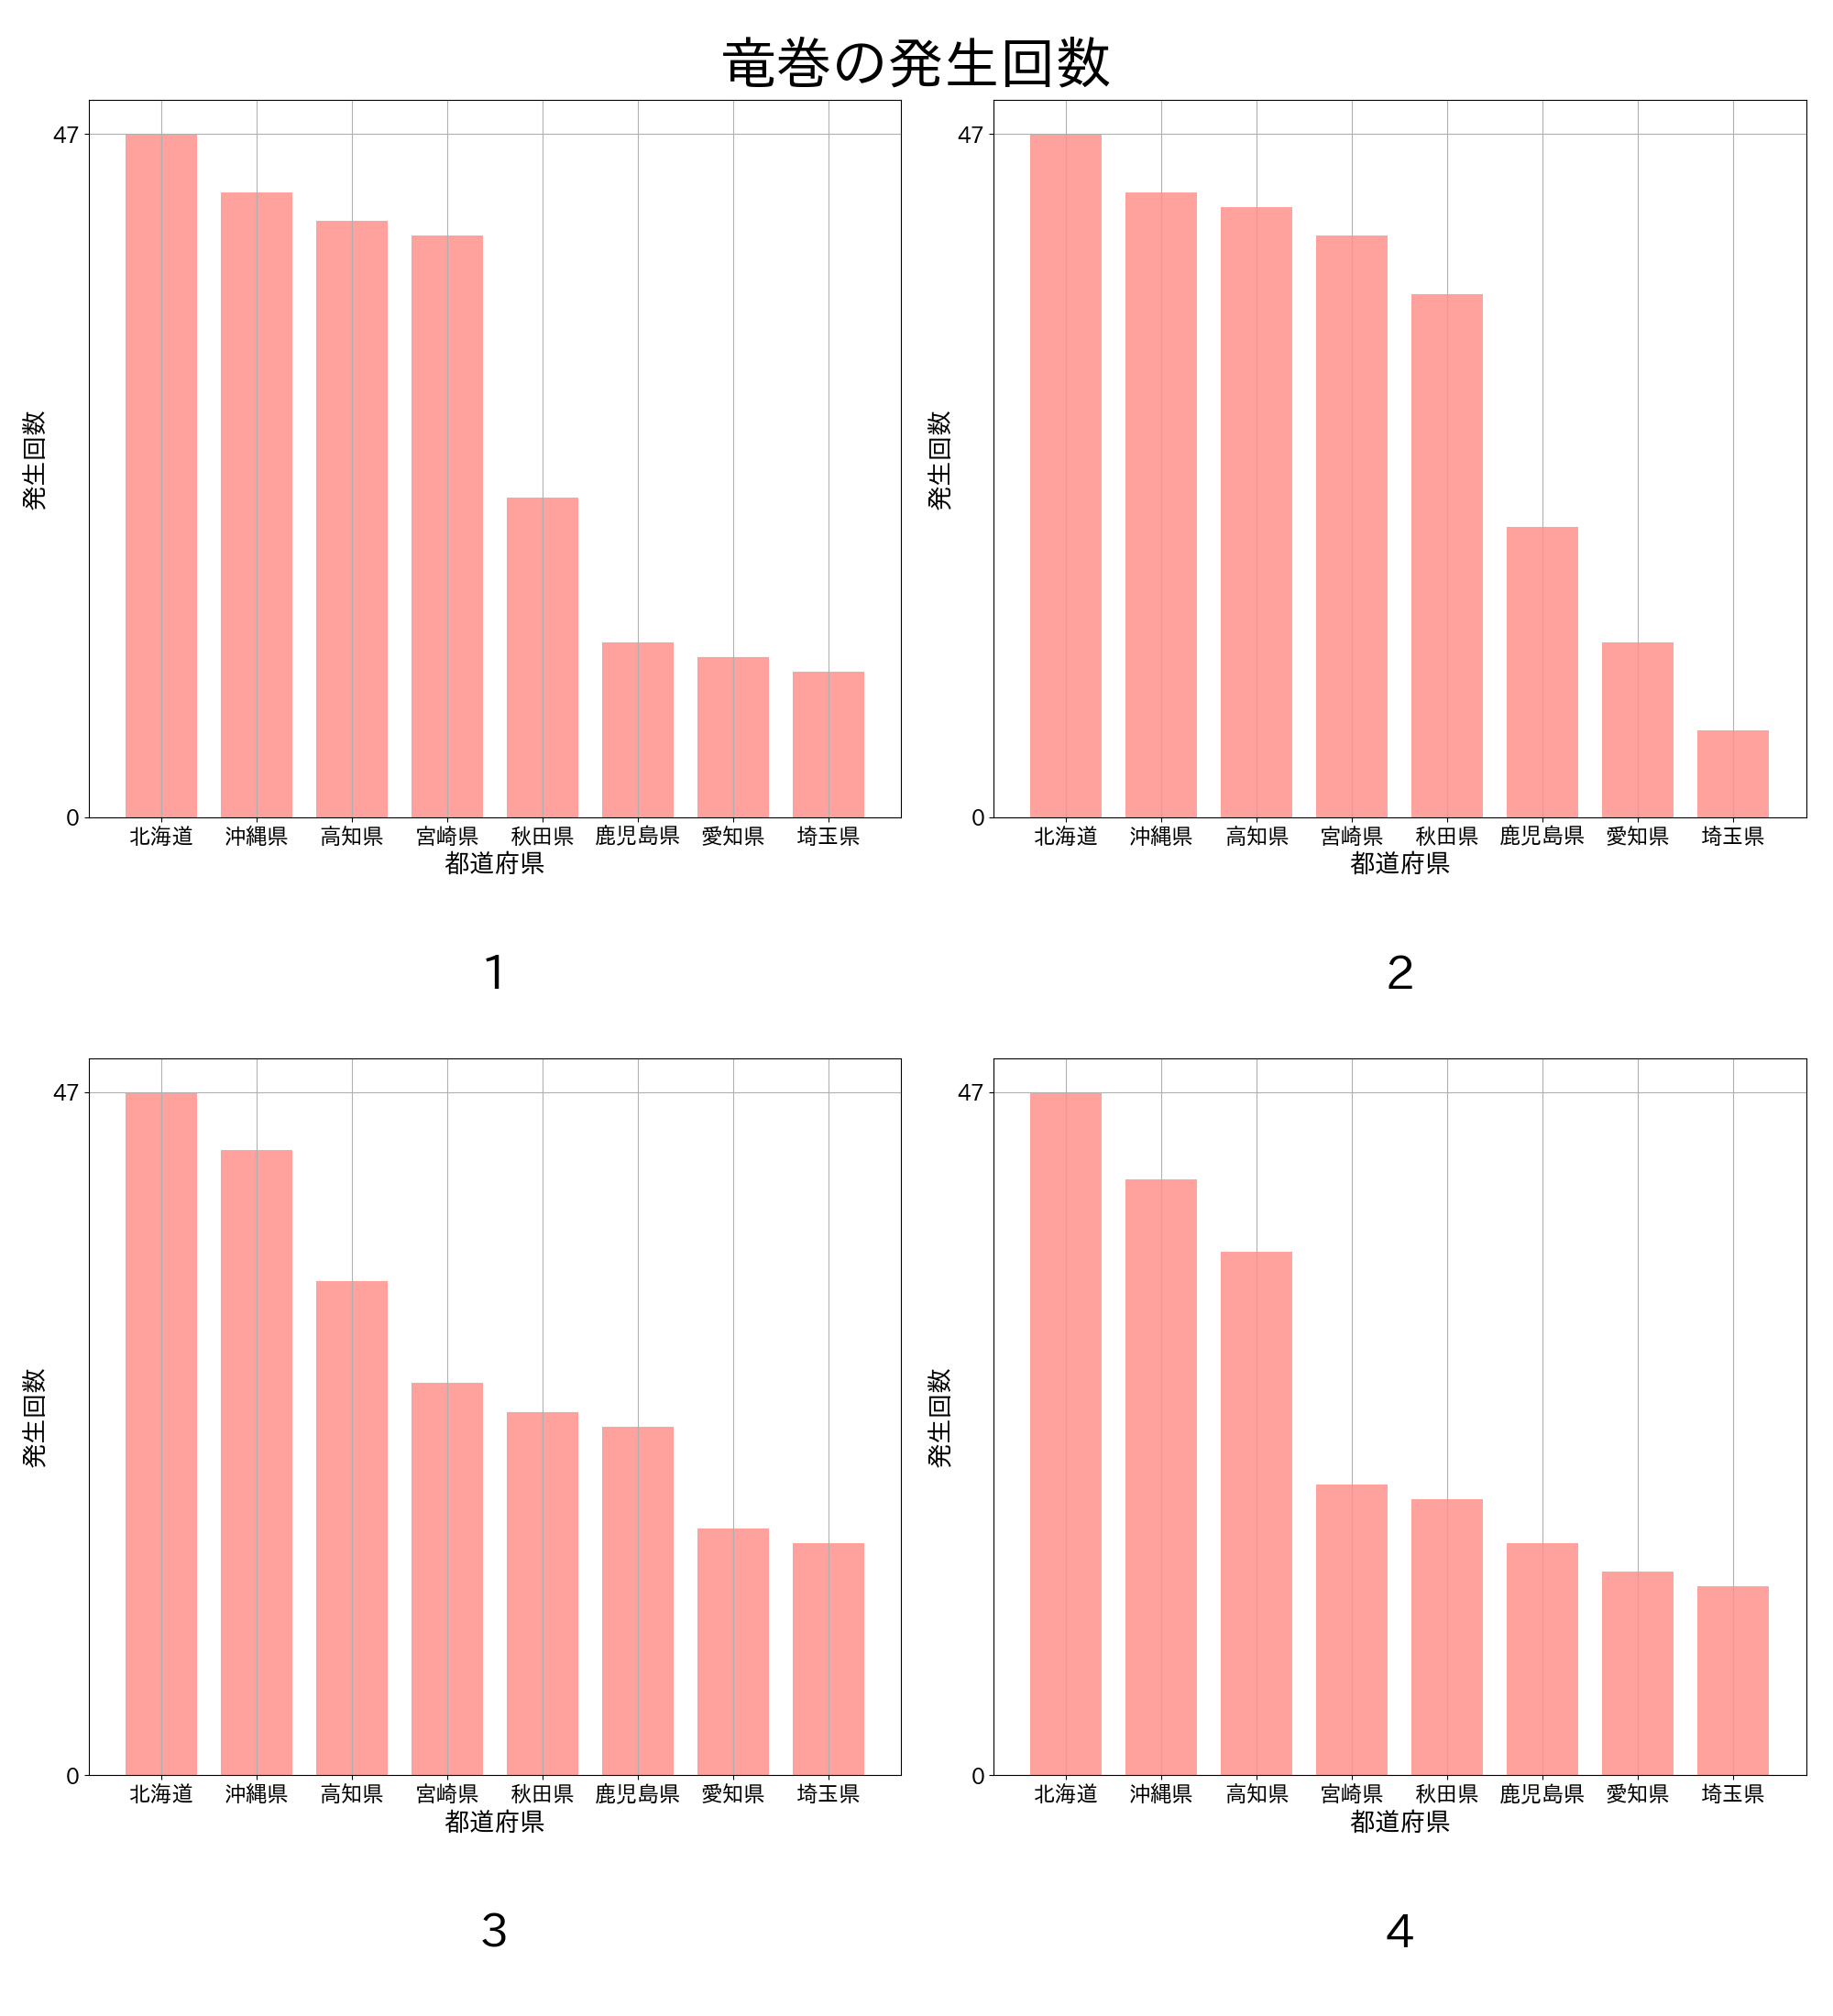 竜巻の発生回数
47
0
発生回数
北海道 沖縄県 高知県 宮崎県 秋田県 鹿児島県 愛知県 埼玉県
都道府県
1
47
0
発生回数
北海道 沖縄県 高知県 宮崎県 秋田県 鹿児島県 愛知県 埼玉県
都道府県
2
47
0
発生回数
北海道 沖縄県 高知県 宮崎県 秋田県 鹿児島県 愛知県 埼玉県
都道府県
3
47
0
発生回数
北海道 沖縄県 高知県 宮崎県 秋田県 鹿児島県 愛知県 埼玉県
都道府県
4